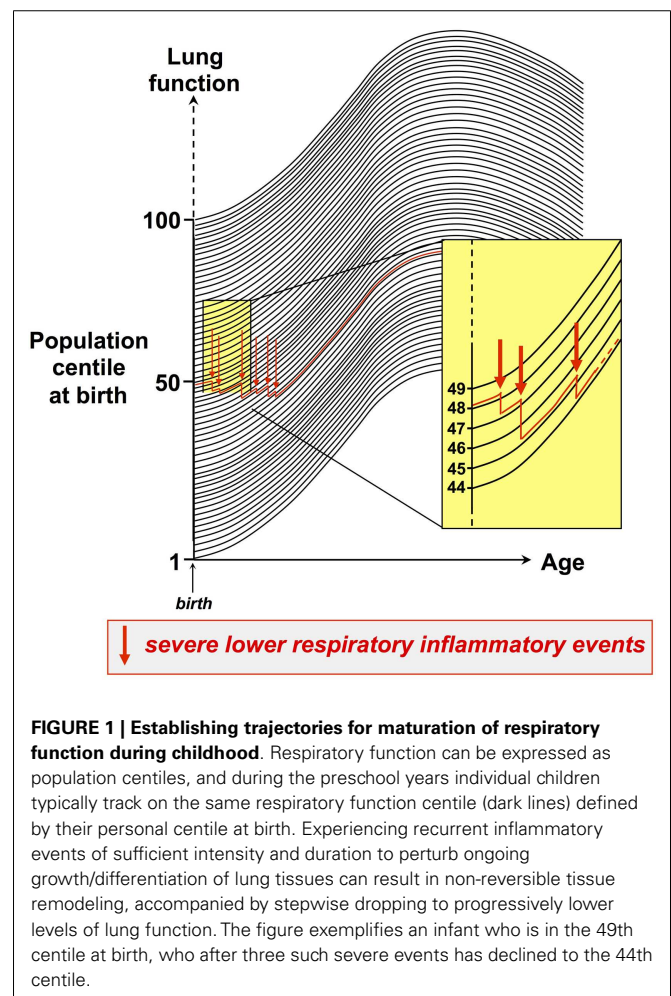 Lung
function
100
Population
centile
at birth
50
49
48
47
46
45
44
1
Age
birth
severe lower respiratory inflammatory events
FIGURE 1 | Establishing trajectories for maturation of respiratory
function during childhood. Respiratory function can be expressed as
population centiles, and during the preschool years individual children
typically track on the same respiratory function centile (dark lines) defined
by their personal centile at birth. Experiencing recurrent inflammatory
events of sufficient intensity and duration to perturb ongoing
growth/differentiation of lung tissues can result in non-reversible tissue
remodeling, accompanied by stepwise dropping to progressively lower
levels of lung function. The figure exemplifies an infant who is in the 49th
centile at birth, who after three such severe events has declined to the 44th
centile.